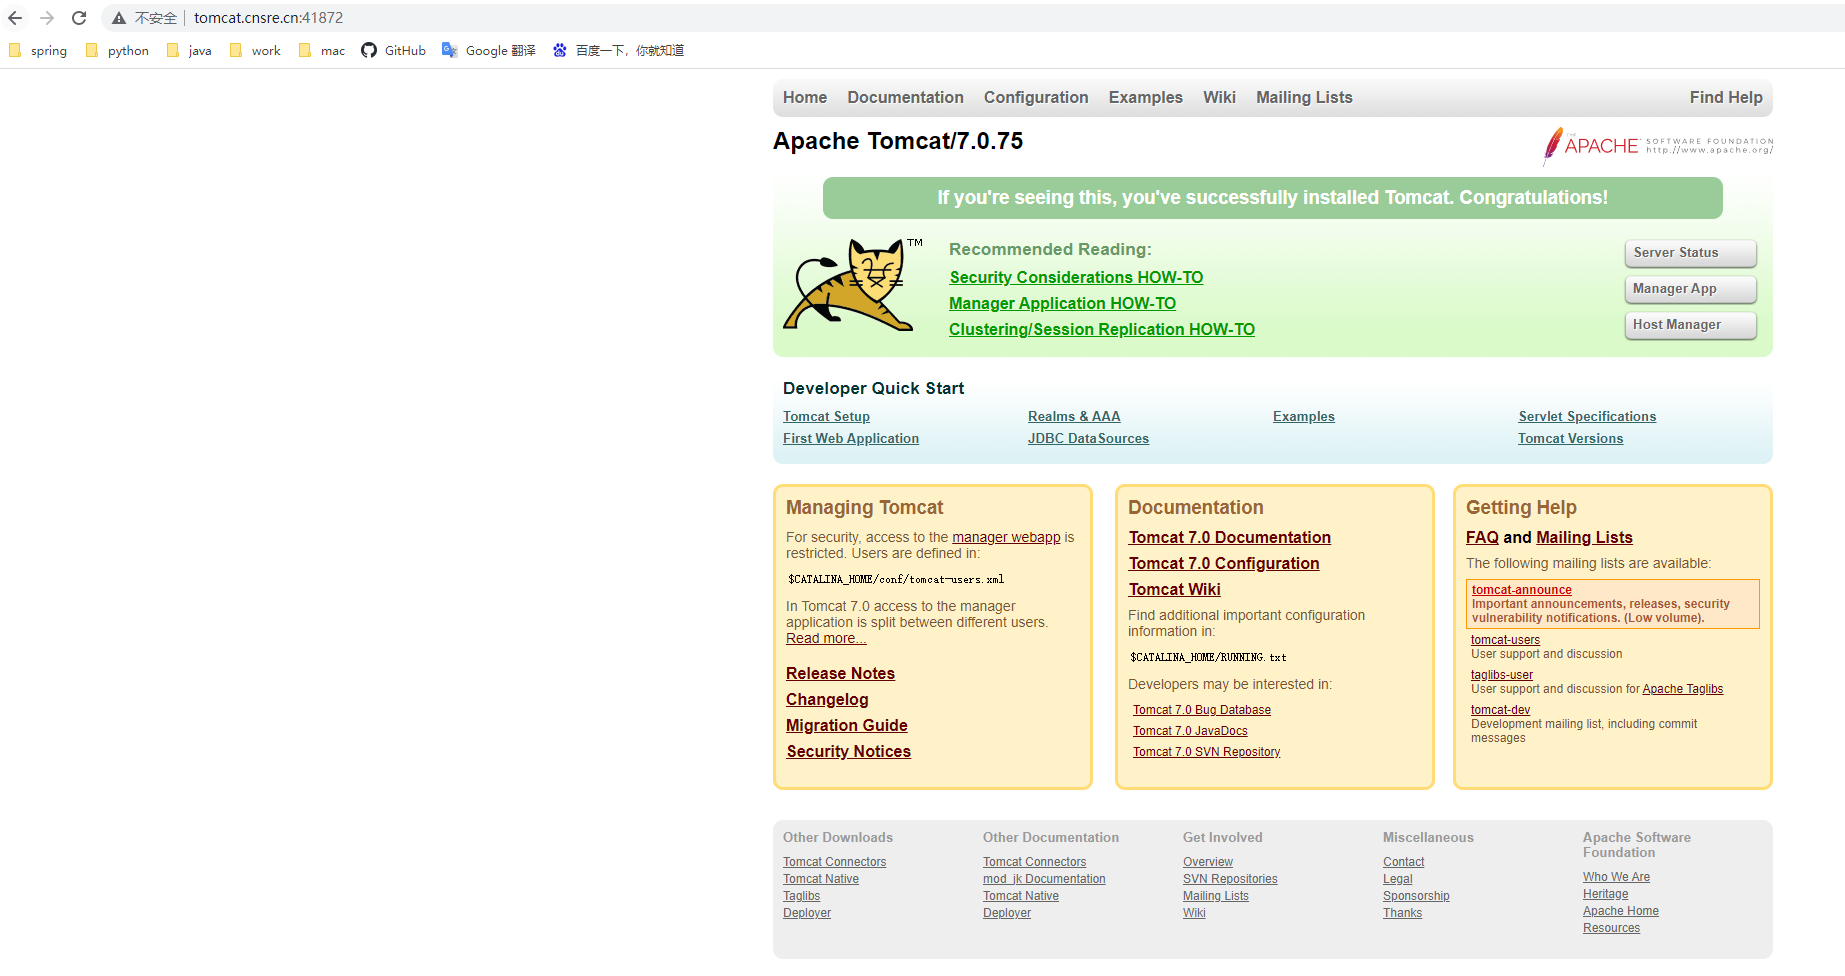 不安全 | tomcat.cnsre.cn:41872
spring python java work mac GitHub Google 翻译 百度一下，你就知道
Home Documentation Configuration Examples Wiki Mailing Lists Find Help
Apache Tomcat/7.0.75
THE APACHE SOFTWARE FOUNDATION
http://www.apache.org/
If you're seeing this, you've successfully installed Tomcat. Congratulations!
TM
Recommended Reading:
Security Considerations HOW-TO
Manager Application HOW-TO
Clustering/Session Replication HOW-TO
Server Status
Manager App
Host Manager
Developer Quick Start
Tomcat Setup Realms & AAA Examples Servlet Specifications
First Web Application JDBC DataSources Tomcat Versions
Managing Tomcat
For security, access to the manager webapp is
restricted. Users are defined in:
$CATALINA_HOME/conf/tomcat-users.xml
In Tomcat 7.0 access to the manager
application is split between different users.
Read more...
Release Notes
Changelog
Migration Guide
Security Notices
Documentation
Tomcat 7.0 Documentation
Tomcat 7.0 Configuration
Tomcat Wiki
Find additional important configuration
information in:
$CATALINA_HOME/RUNNING.txt
Developers may be interested in:
Tomcat 7.0 Bug Database
Tomcat 7.0 JavaDocs
Tomcat 7.0 SVN Repository
Getting Help
FAQ and Mailing Lists
The following mailing lists are available:
tomcat-announce
Important announcements, releases, security
vulnerability notifications. (Low volume).
tomcat-users
User support and discussion
taglibs-user
User support and discussion for Apache Taglibs
tomcat-dev
Development mailing list, including commit
messages
Other Downloads
Tomcat Connectors
Tomcat Native
Taglibs
Deployer
Other Documentation
Tomcat Connectors
mod_jk Documentation
Tomcat Native
Deployer
Get Involved
Overview
SVN Repositories
Mailing Lists
Wiki
Miscellaneous
Contact
Legal
Sponsorship
Thanks
Apache Software
Foundation
Who We Are
Heritage
Apache Home
Resources